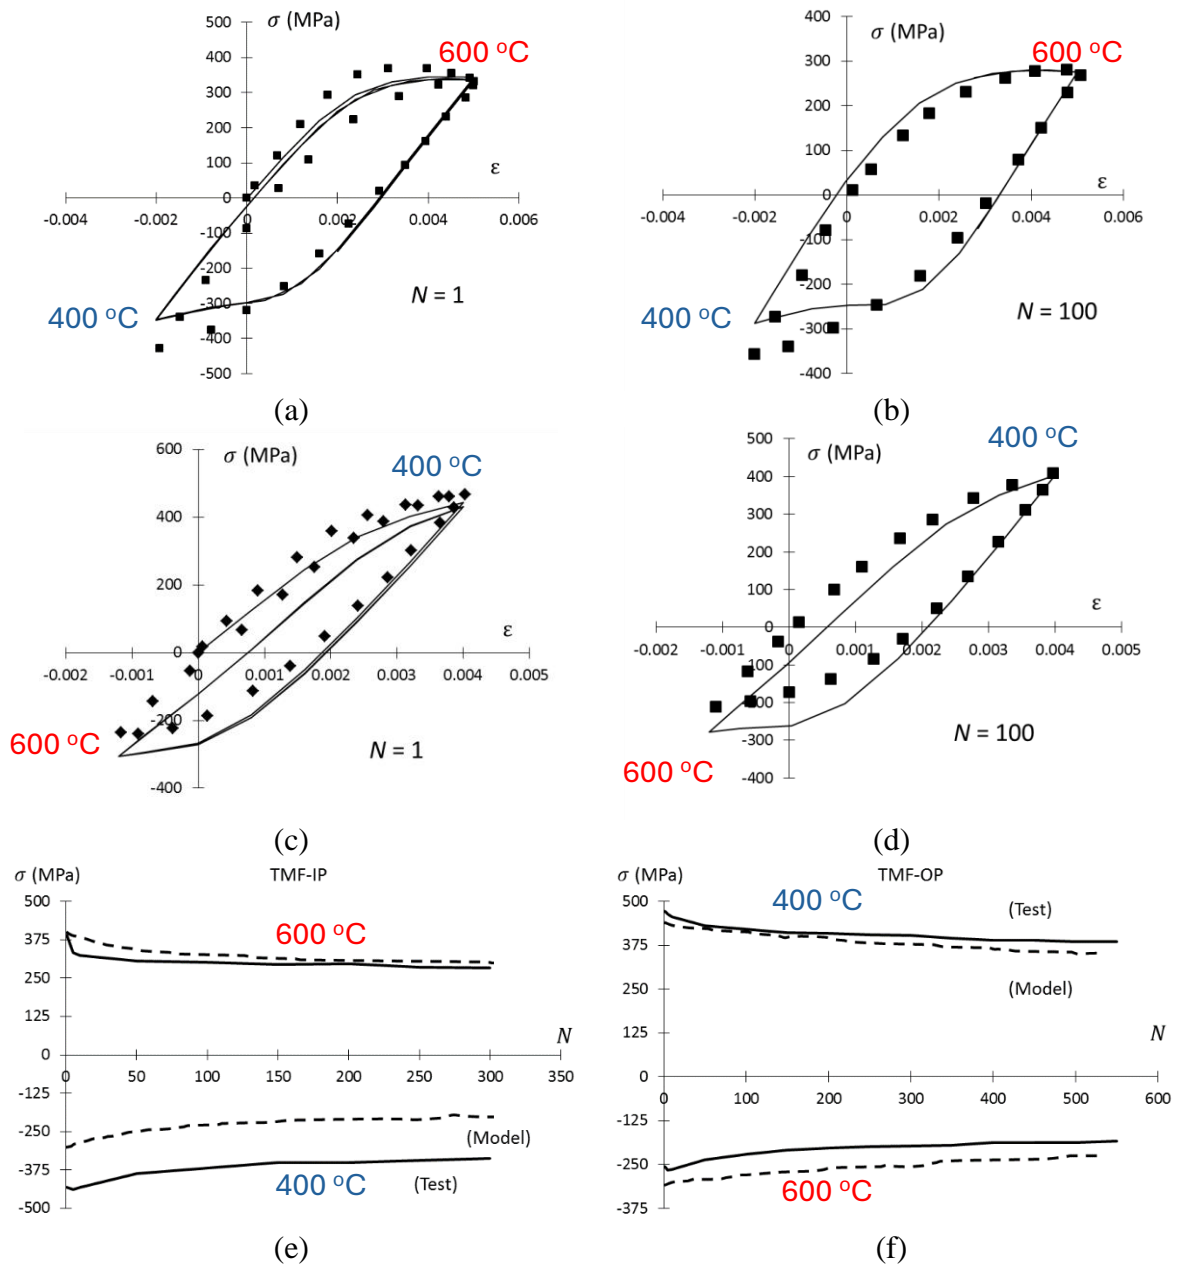 σ (MPa)
600 °C
500
400
300
200
100
0
-100
-200
-300
-400
-500
-0.004
-0.002
0
0.002
0.004
0.006
ε
N = 1
400 °C
(a)
σ (MPa)
600 °C
400
300
200
100
0
-100
-200
-300
-400
-0.004
-0.002
0
0.002
0.004
0.006
ε
N = 100
400 °C
(b)
σ (MPa)
400 °C
600
400
200
0
-200
-400
-0.002
-0.001
0
0.001
0.002
0.003
0.004
0.005
ε
600 °C
N = 1
(c)
σ (MPa)
400 °C
500
400
300
200
100
0
-100
-200
-300
-400
-0.002
-0.001
0
0.001
0.002
0.003
0.004
0.005
ε
600 °C
N = 100
(d)
σ (MPa)
TMF-IP
500
375
250
125
0
-125
-250
-375
-500
600 °C
N
0
50
100
150
200
250
300
350
(Model)
400 °C
(Test)
(e)
σ (MPa)
TMF-OP
500
375
250
125
0
-125
-250
-375
400 °C
(Test)
(Model)
N
0
100
200
300
400
500
600
600 °C
(f)